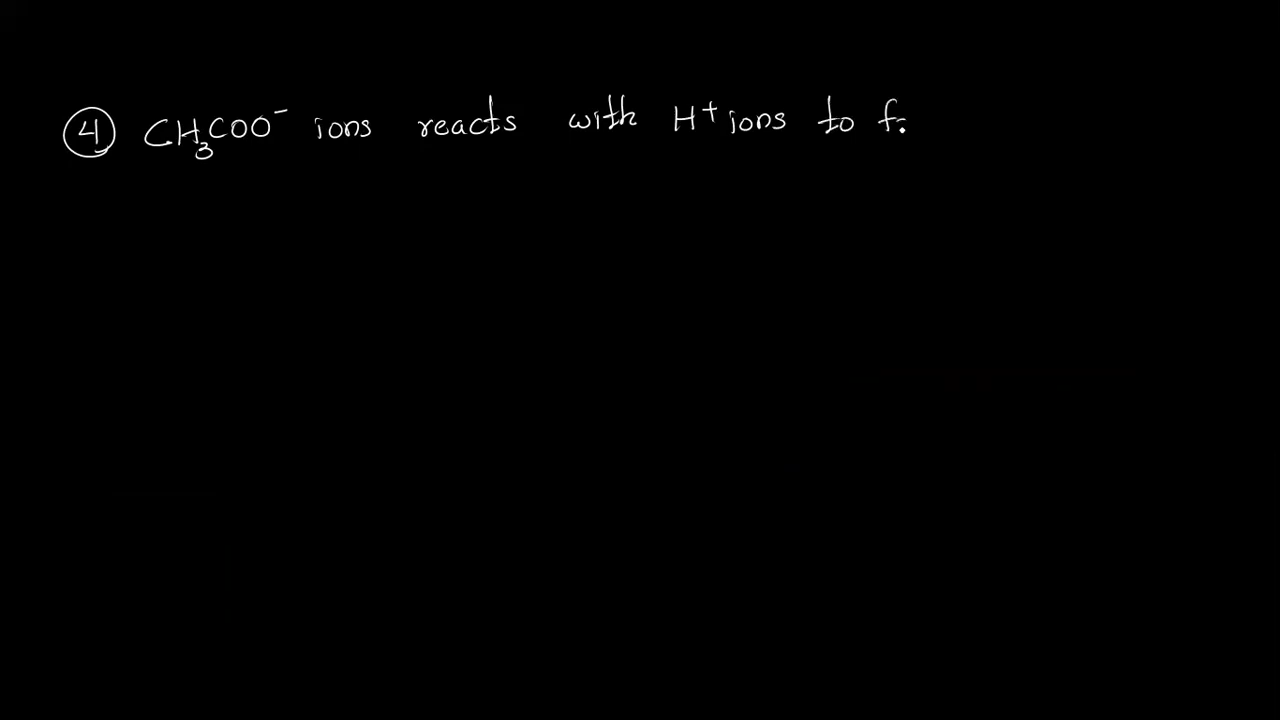 ④ CH₃COO⁻ ions reacts with H⁺ ions to f